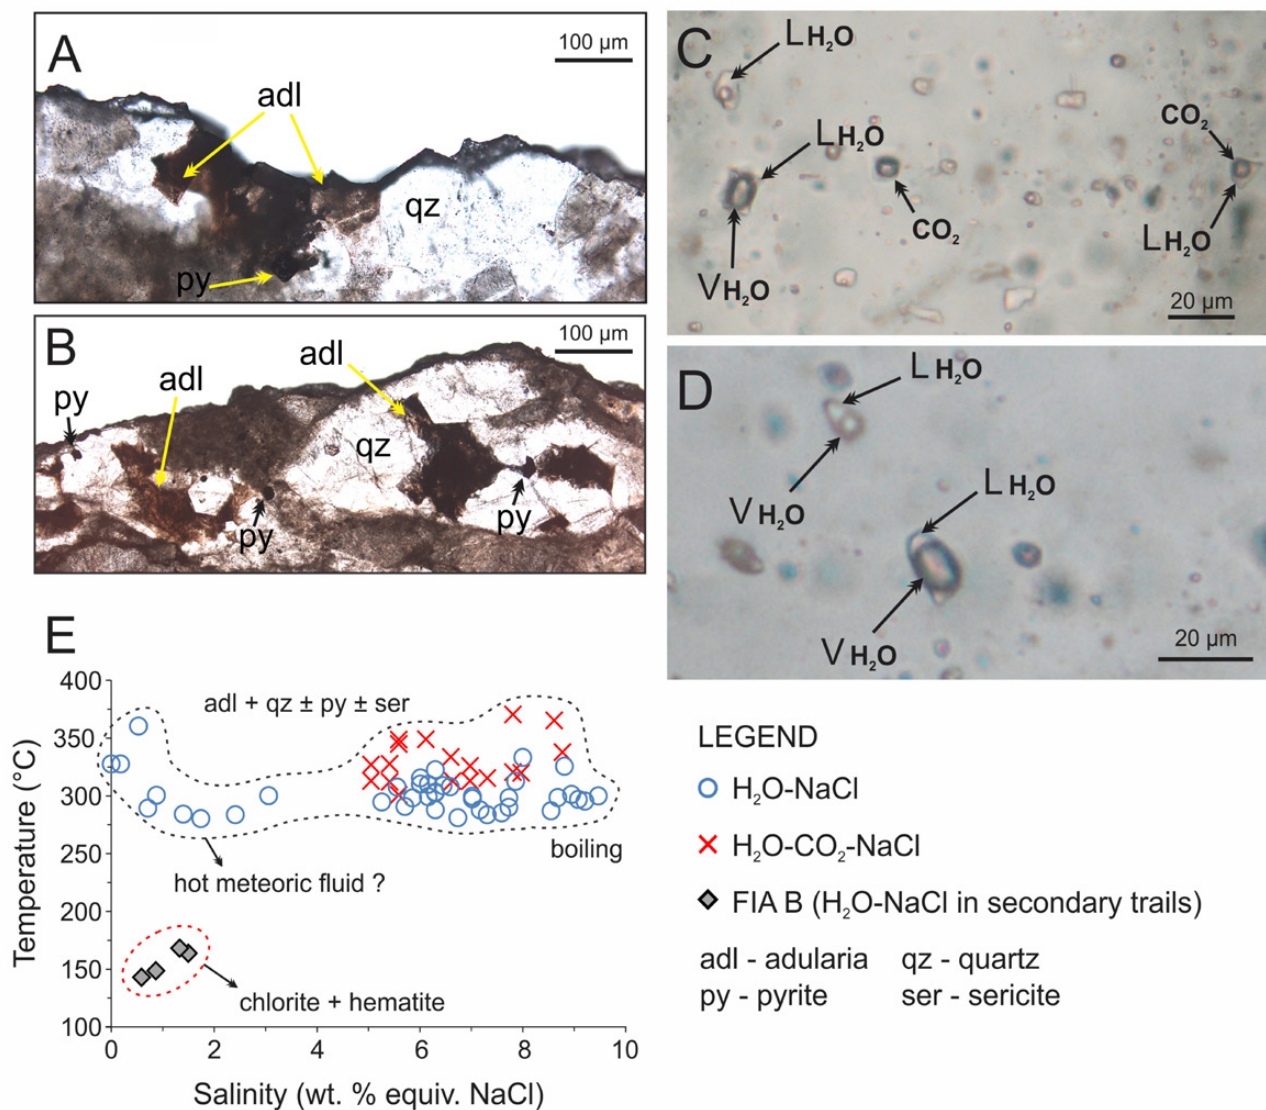 A
100 µm
adl
qz
py
B
100 µm
adl
adl
py
qz
py
py
C
LH₂O
CO₂
LH₂O
CO₂
LH₂O
VH₂O
20 µm
D
LH₂O
VH₂O
LH₂O
VH₂O
20 µm
E
400
350
300
250
200
150
100
Temperature (°C)
adl + qz ± py ± ser
boiling
hot meteoric fluid ?
chlorite + hematite
0 2 4 6 8 10
Salinity (wt. % equiv. NaCl)
LEGEND
H₂O-NaCl
H₂O-CO₂-NaCl
FIA B (H₂O-NaCl in secondary trails)
adl - adularia qz - quartz
py - pyrite ser - sericite